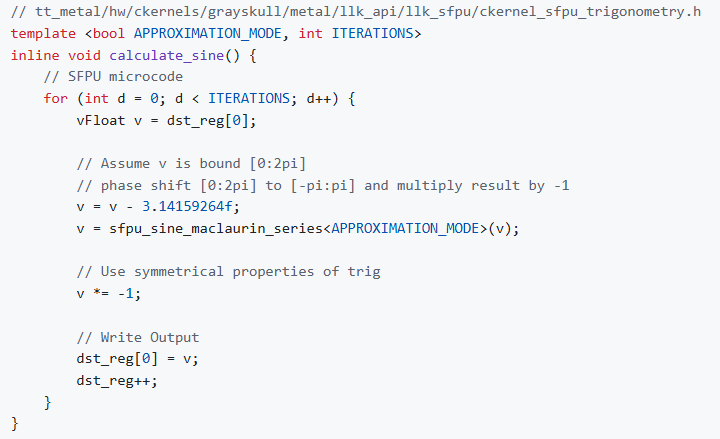 // tt_metal/hw/ckernels/grayskull/metal/llk_api/llk_sfpu/ckernel_sfpu_trigonometry.h
template <bool APPROXIMATION_MODE, int ITERATIONS>
inline void calculate_sine() {
    // SFPU microcode
    for (int d = 0; d < ITERATIONS; d++) {
        vFloat v = dst_reg[0];

        // Assume v is bound [0:2pi]
        // phase shift [0:2pi] to [-pi:pi] and multiply result by -1
        v = v - 3.14159264f;
        v = sfpu_sine_maclaurin_series<APPROXIMATION_MODE>(v);

        // Use symmetrical properties of trig
        v *= -1;

        // Write Output
        dst_reg[0] = v;
        dst_reg++;
    }
}